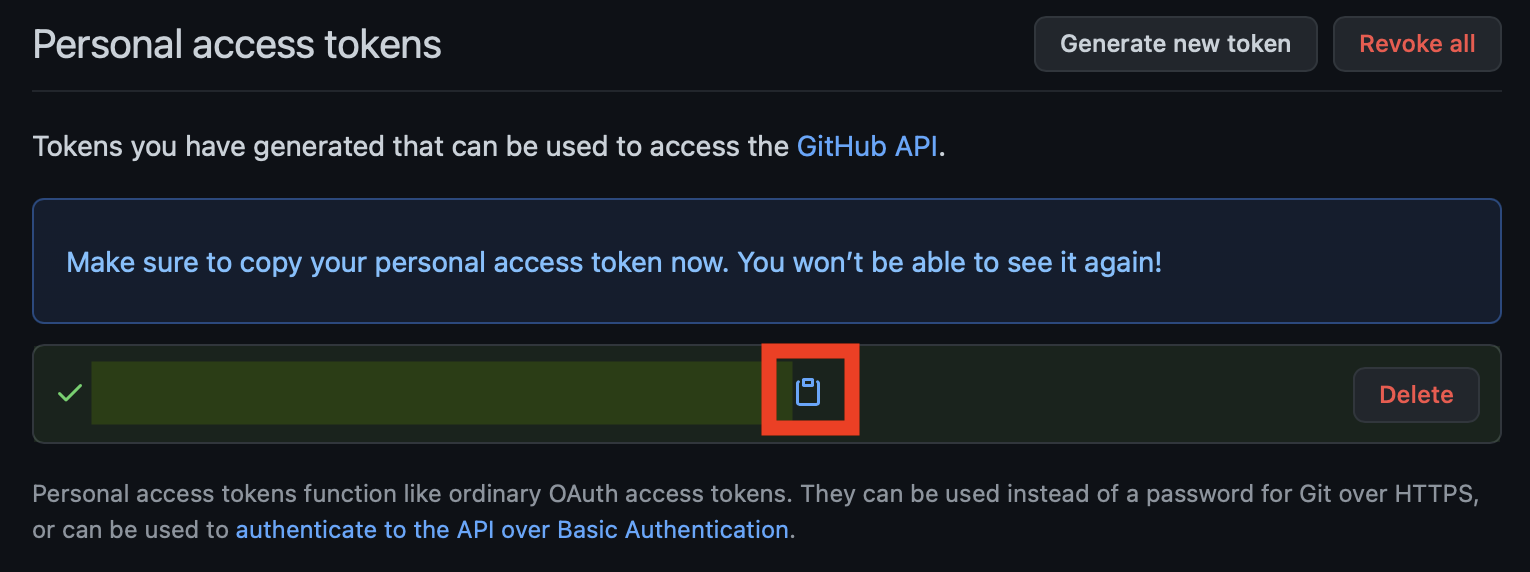 Personal access tokens
Generate new token
Revoke all
Tokens you have generated that can be used to access the GitHub API.
Make sure to copy your personal access token now. You won’t be able to see it again!
Delete
Personal access tokens function like ordinary OAuth access tokens. They can be used instead of a password for Git over HTTPS,
or can be used to authenticate to the API over Basic Authentication.